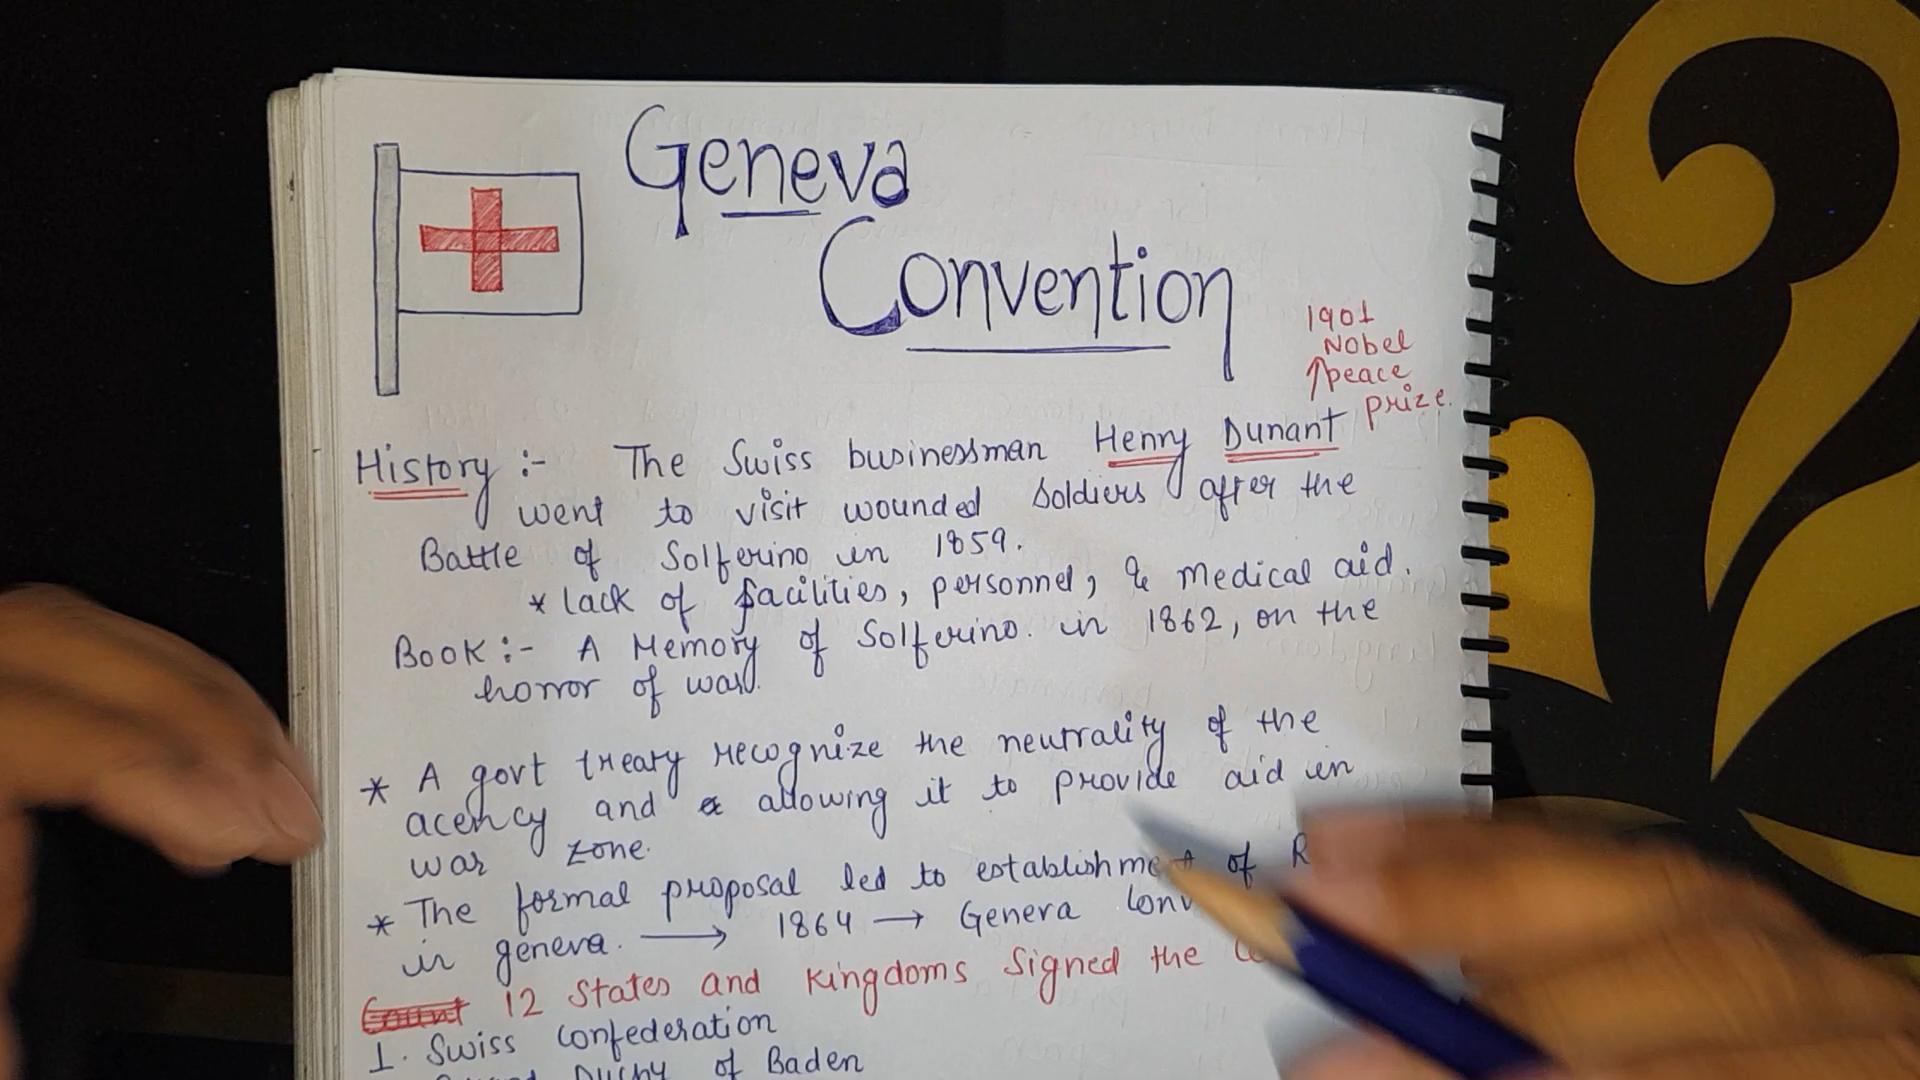 Geneva
Convention
1901
Nobel
↑peace
prize.
History :- The Swiss businessman Henry Dunant
went to visit wounded Soldiers after the
Battle of Solferino in 1859.
* lack of facilities, personnel, & medical aid.
Book :- A Memory of Solferino. in 1862, on the
horror of war.
* A govt treaty recognize the neutrality of the
acency and allowing it to provide aid in
war zone.
* The formal proposal led to establishment of
in geneva. → 1864 → Geneva
12 States and Kingdoms Signed the
1. Swiss Confederation
Duchy of Baden